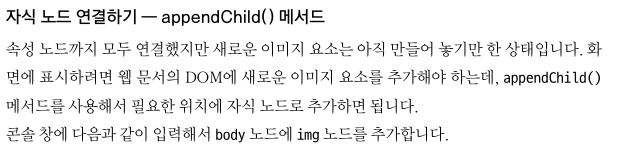 자식 노드 연결하기 — appendChild( ) 메서드
속성 노드까지 모두 연결했지만 새로운 이미지 요소는 아직 만들어 놓기만 한 상태입니다. 화
면에 표시하려면 웹 문서의 DOM에 새로운 이미지 요소를 추가해야 하는데, appendChild()
메서드를 사용해서 필요한 위치에 자식 노드로 추가하면 됩니다.
콘솔 창에 다음과 같이 입력해서 body 노드에 img 노드를 추가합니다.